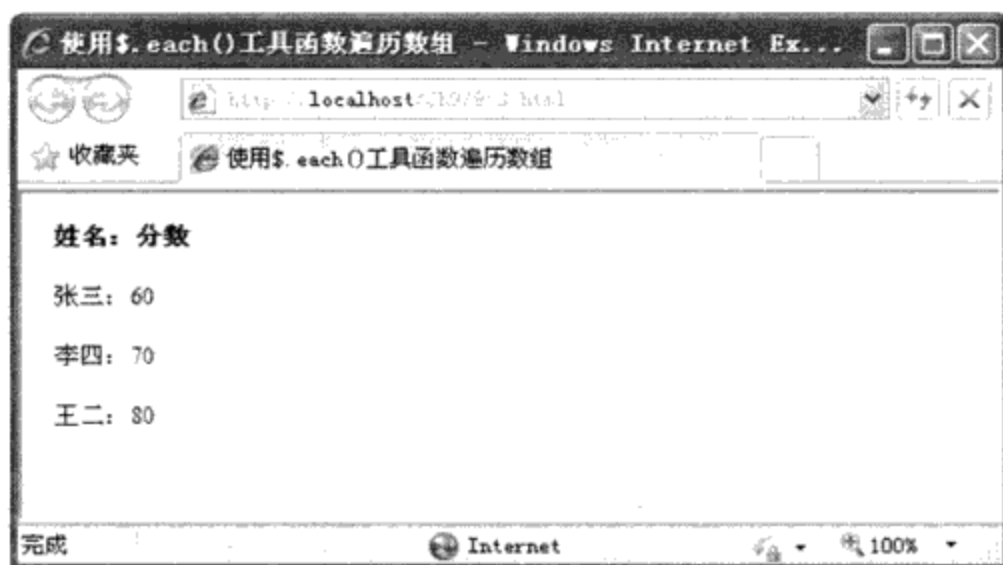 使用$.each()工具函数遍历数组 - Windows Internet Ex...
localhost
收藏夹
使用$.each()工具函数遍历数组
姓名：分数
张三：60
李四：70
王二：80
完成
Internet
100%